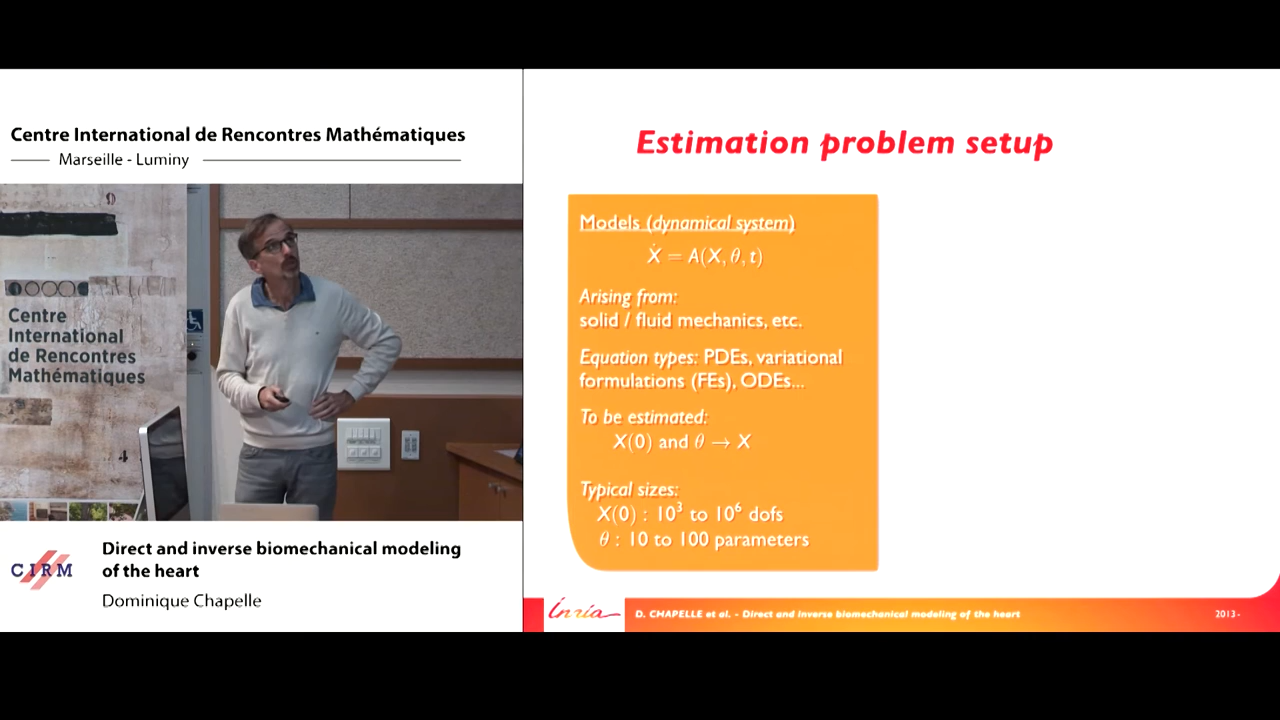 Centre International de Rencontres Mathématiques
Marseille - Luminy
Centre
International
de Rencontres
Mathématiques
4
CIRM
Direct and inverse biomechanical modeling
of the heart
Dominique Chapelle
Estimation problem setup
Models (dynamical system)
Ẋ = A(X, θ, t)
Arising from:
solid / fluid mechanics, etc.
Equation types: PDEs, variational
formulations (FEs), ODEs...
To be estimated:
X(0) and θ → X
Typical sizes:
X(0) : 10³ to 10⁶ dofs
θ : 10 to 100 parameters
Inria
D. CHAPELLE et al. - Direct and inverse biomechanical modeling of the heart
2013-